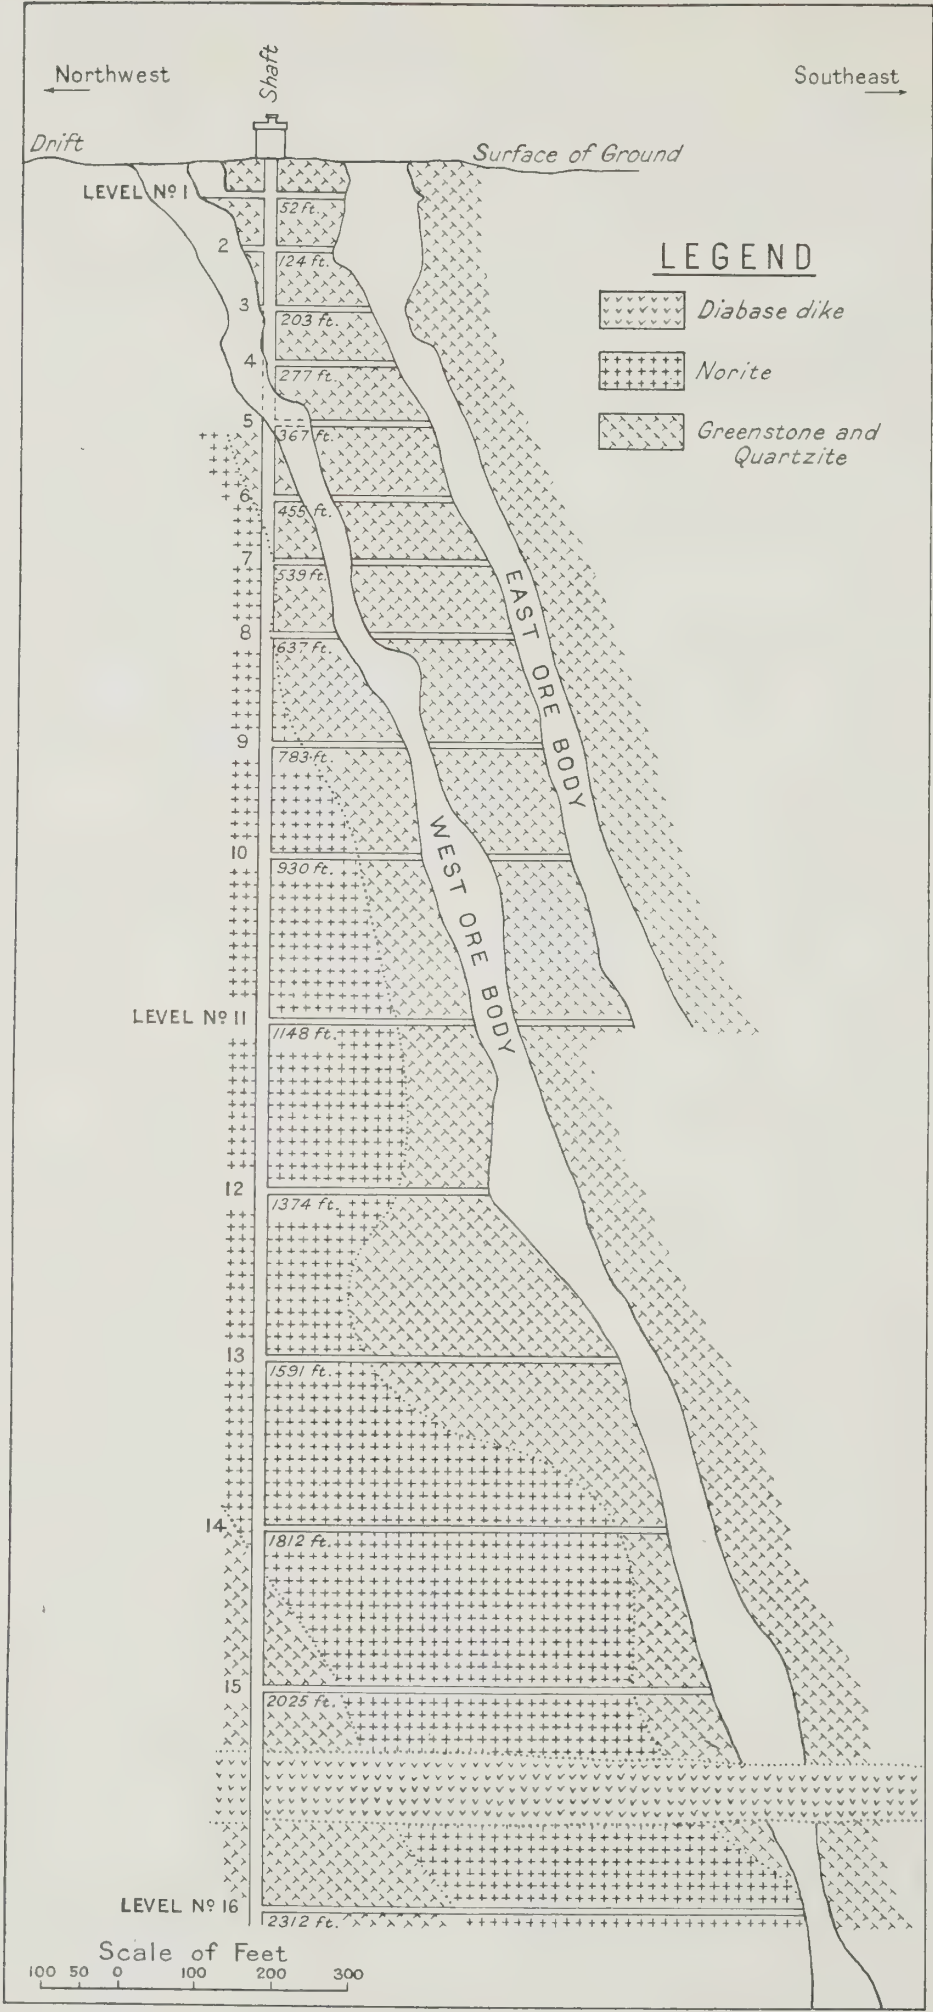 Northwest
Shaft
Southeast
Drift
Surface of Ground
LEVEL Nº 1
52 ft.
2
124 ft.
3
203 ft.
4
277 ft.
5
367 ft.
6
455 ft.
7
539 ft.
8
637 ft.
9
783 ft.
10
930 ft.
LEVEL Nº 11
1148 ft.
12
1374 ft.
13
1591 ft.
14
1812 ft.
15
2025 ft.
LEVEL Nº 16
2312 ft.
EAST ORE BODY
WEST ORE BODY
LEGEND
Diabase dike
Norite
Greenstone and
Quartzite
Scale of Feet
100 50 0 100 200 300